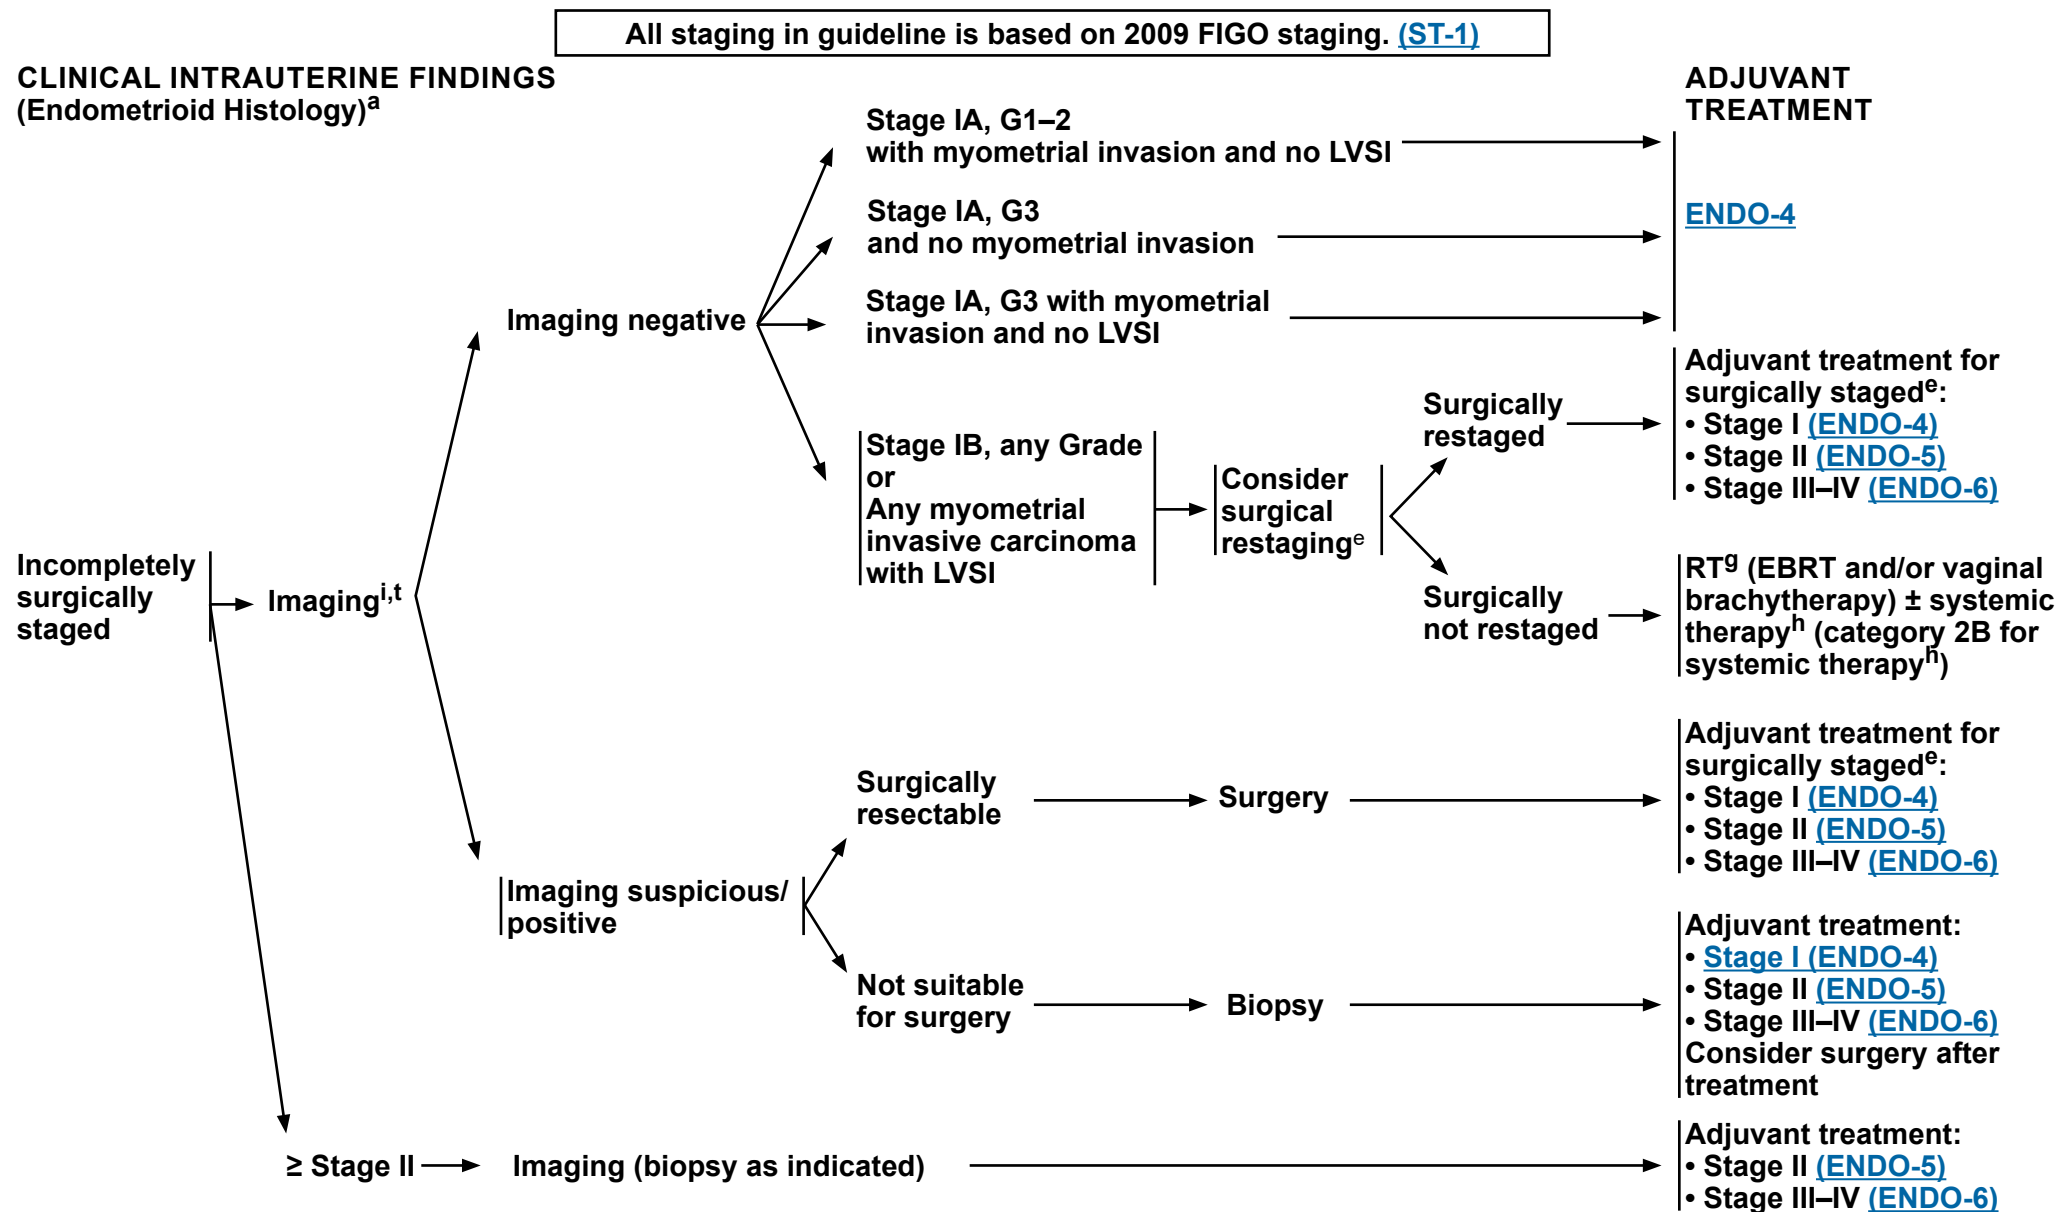 All staging in guideline is based on 2009 FIGO staging. (ST-1)
CLINICAL INTRAUTERINE FINDINGS
(Endometrioid Histology)a
ADJUVANT
TREATMENT
Incompletely
surgically
staged
Imagingi,t
Imaging negative
Stage IA, G1–2
with myometrial invasion and no LVSI
Stage IA, G3
and no myometrial invasion
Stage IA, G3 with myometrial
invasion and no LVSI
ENDO-4
Stage IB, any Grade
or
Any myometrial
invasive carcinoma
with LVSI
Consider
surgical
restaginge
Surgically
restaged
Adjuvant treatment for
surgically stagede:
• Stage I (ENDO-4)
• Stage II (ENDO-5)
• Stage III–IV (ENDO-6)
Surgically
not restaged
RTg (EBRT and/or vaginal
brachytherapy) ± systemic
therapyh (category 2B for
systemic therapyh)
Imaging suspicious/
positive
Surgically
resectable
Surgery
Adjuvant treatment for
surgically stagede:
• Stage I (ENDO-4)
• Stage II (ENDO-5)
• Stage III–IV (ENDO-6)
Not suitable
for surgery
Biopsy
Adjuvant treatment:
• Stage I (ENDO-4)
• Stage II (ENDO-5)
• Stage III–IV (ENDO-6)
Consider surgery after
treatment
≥ Stage II
Imaging (biopsy as indicated)
Adjuvant treatment:
• Stage II (ENDO-5)
• Stage III–IV (ENDO-6)